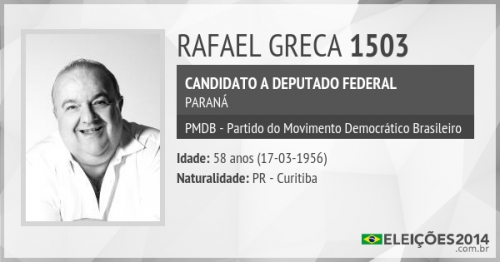 RAFAEL GRECA 1503
CANDIDATO A DEPUTADO FEDERAL
PARANÁ
PMDB - Partido do Movimento Democrático Brasileiro
Idade: 58 anos (17-03-1956)
Naturalidade: PR - Curitiba
ELEIÇÕES2014
.com.br